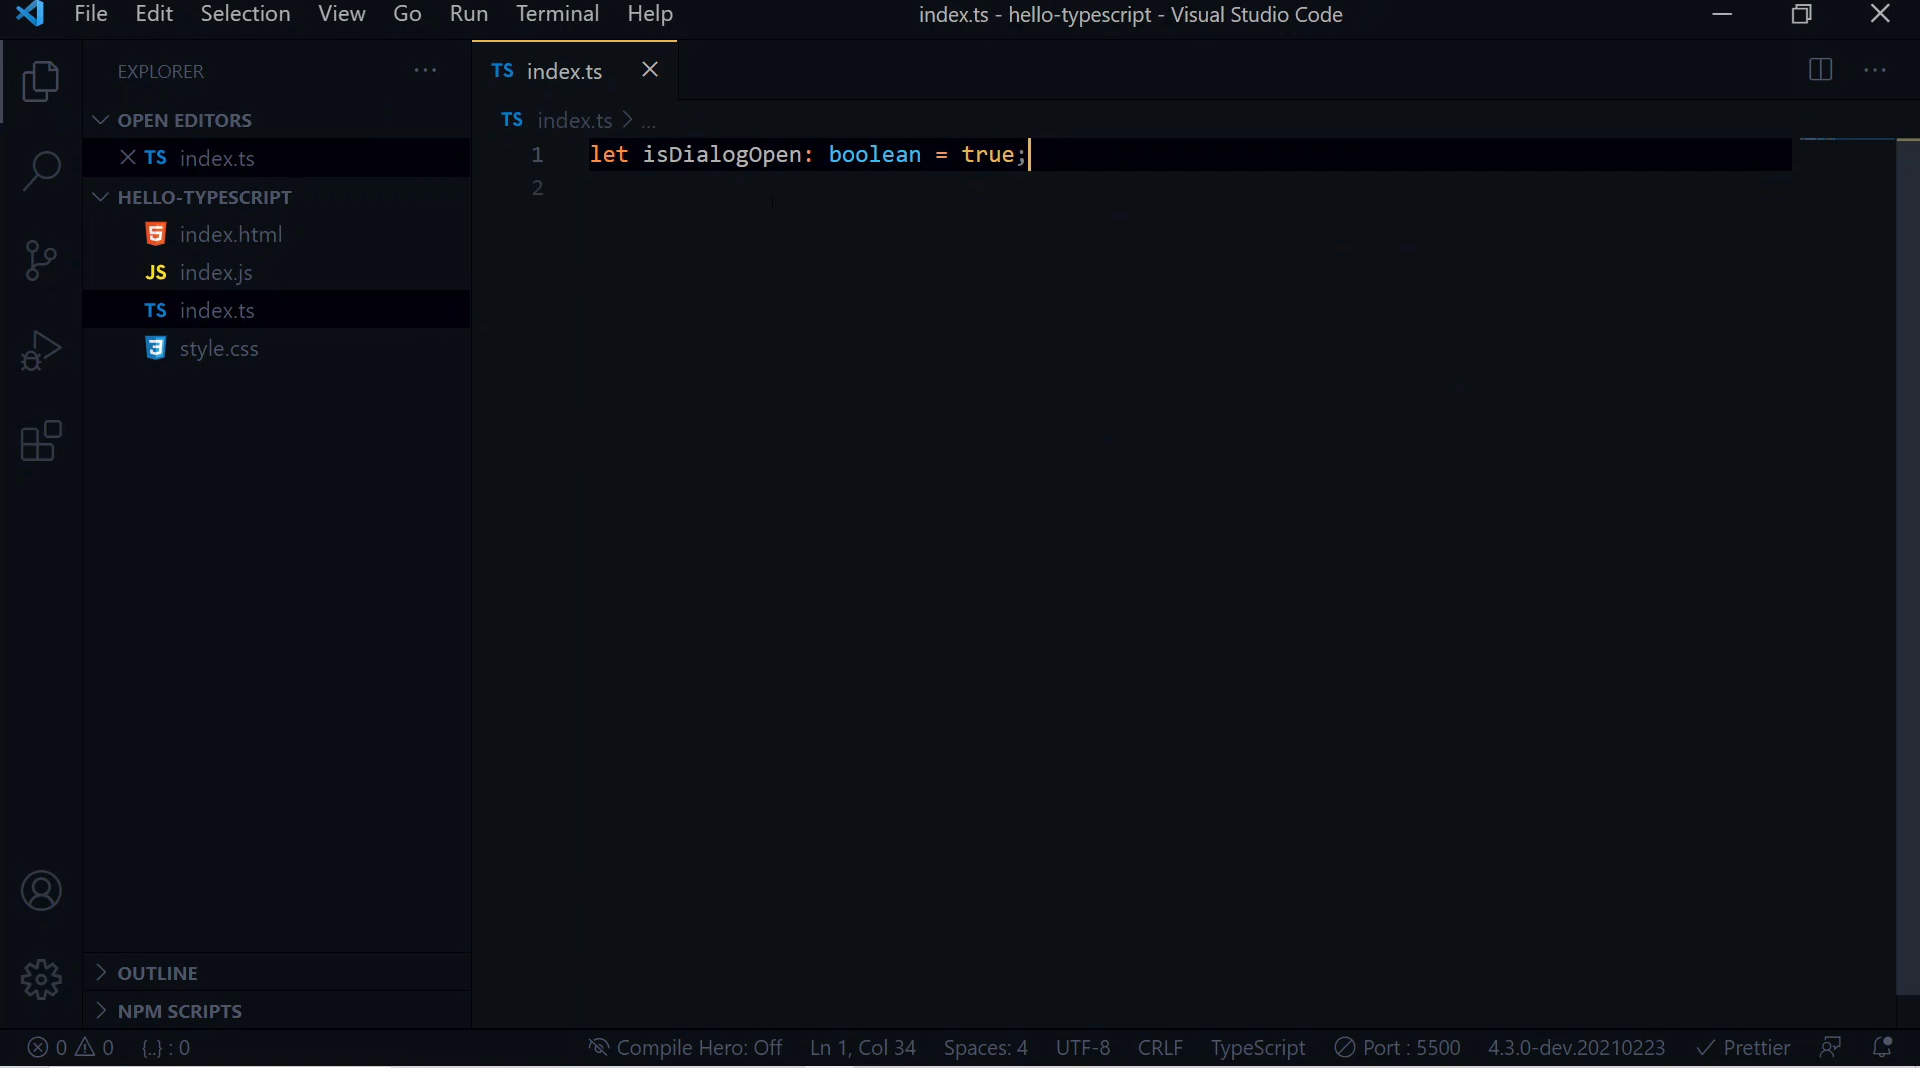 File Edit Selection View Go Run Terminal Help index.ts - hello-typescript - Visual Studio Code
EXPLORER ···
OPEN EDITORS
TS index.ts
HELLO-TYPESCRIPT
5 index.html
JS index.js
TS index.ts
3 style.css
OUTLINE
NPM SCRIPTS
TS index.ts ···
TS index.ts > ...
1 let isDialogOpen: boolean = true;
2
0 0 {..} : 0 Compile Hero: Off Ln 1, Col 34 Spaces: 4 UTF-8 CRLF TypeScript Port : 5500 4.3.0-dev.20210223 Prettier